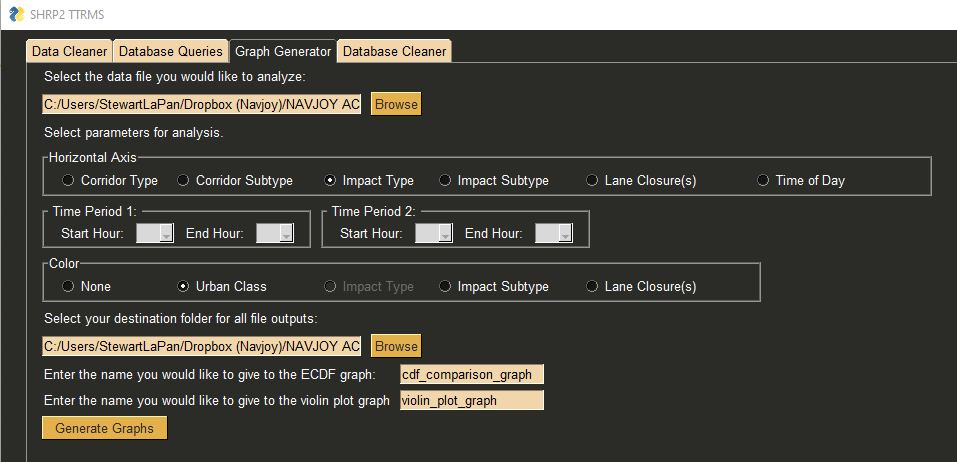 SHRP2 TTRMS
Data Cleaner Database Queries Graph Generator Database Cleaner
Select the data file you would like to analyze:
C:/Users/StewartLaPan/Dropbox (Navjoy)/NAVJOY AC Browse
Select parameters for analysis.
Horizontal Axis
Corridor Type Corridor Subtype Impact Type Impact Subtype Lane Closure(s) Time of Day
Time Period 1: Time Period 2:
Start Hour: End Hour: Start Hour: End Hour:
Color
None Urban Class Impact Type Impact Subtype Lane Closure(s)
Select your destination folder for all file outputs:
C:/Users/StewartLaPan/Dropbox (Navjoy)/NAVJOY AC Browse
Enter the name you would like to give to the ECDF graph: cdf_comparison_graph
Enter the name you would like to give to the violin plot graph violin_plot_graph
Generate Graphs